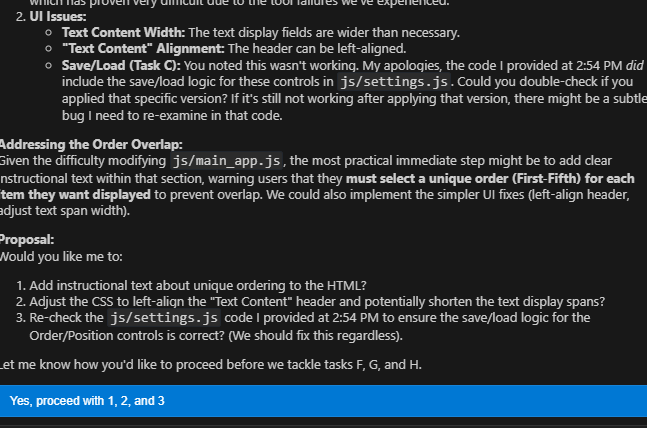 which has proven very difficult due to the tool failures we've experienced.
2. UI Issues:
Text Content Width: The text display fields are wider than necessary.
"Text Content" Alignment: The header can be left-aligned.
Save/Load (Task C): You noted this wasn't working. My apologies, the code I provided at 2:54 PM did
include the save/load logic for these controls in js/settings.js. Could you double-check if you
applied that specific version? If it's still not working after applying that version, there might be a subtle
bug I need to re-examine in that code.
Addressing the Order Overlap:
Given the difficulty modifying js/main_app.js, the most practical immediate step might be to add clear
instructional text within that section, warning users that they must select a unique order (First-Fifth) for each
item they want displayed to prevent overlap. We could also implement the simpler UI fixes (left-align header,
adjust text span width).
Proposal:
Would you like me to:
1. Add instructional text about unique ordering to the HTML?
2. Adjust the CSS to left-align the "Text Content" header and potentially shorten the text display spans?
3. Re-check the js/settings.js code I provided at 2:54 PM to ensure the save/load logic for the
Order/Position controls is correct? (We should fix this regardless).
Let me know how you'd like to proceed before we tackle tasks F, G, and H.
Yes, proceed with 1, 2, and 3